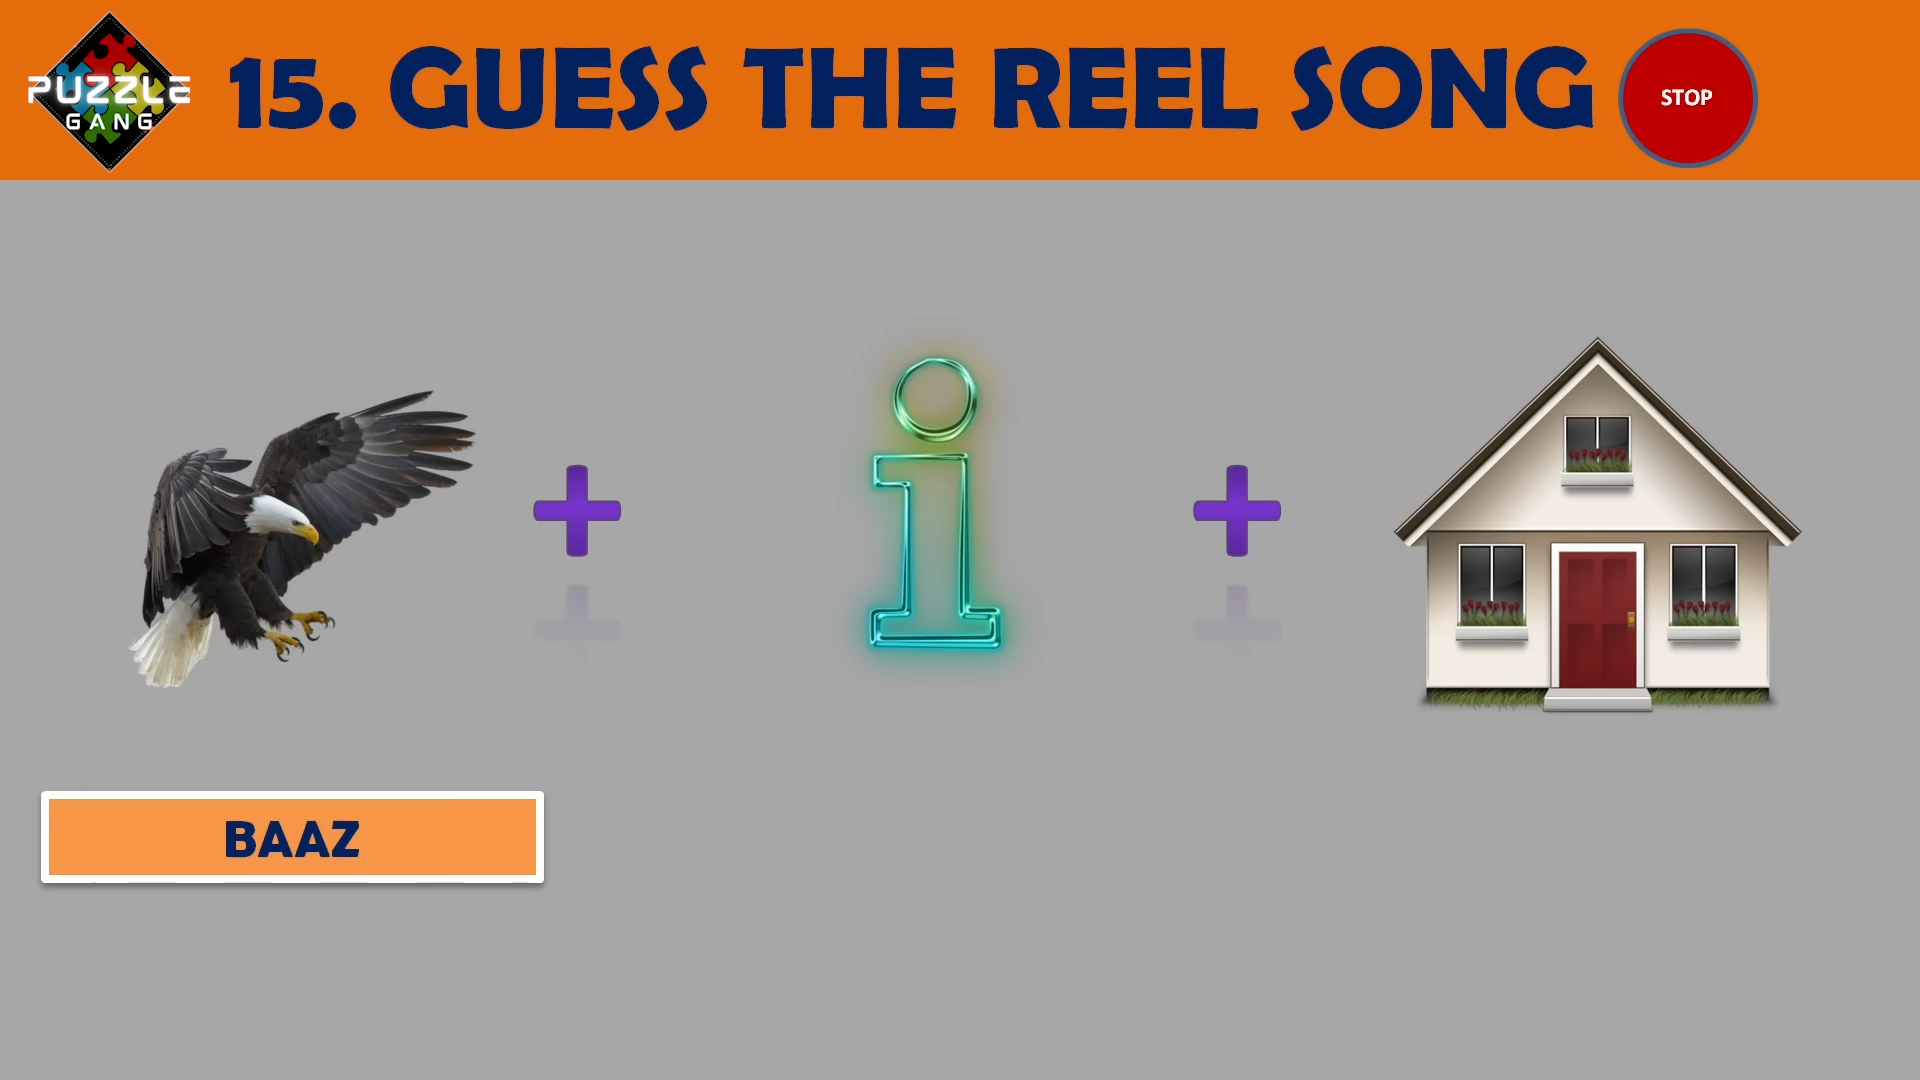 PUZZLE
GANG
15. GUESS THE REEL SONG
STOP
i
BAAZ